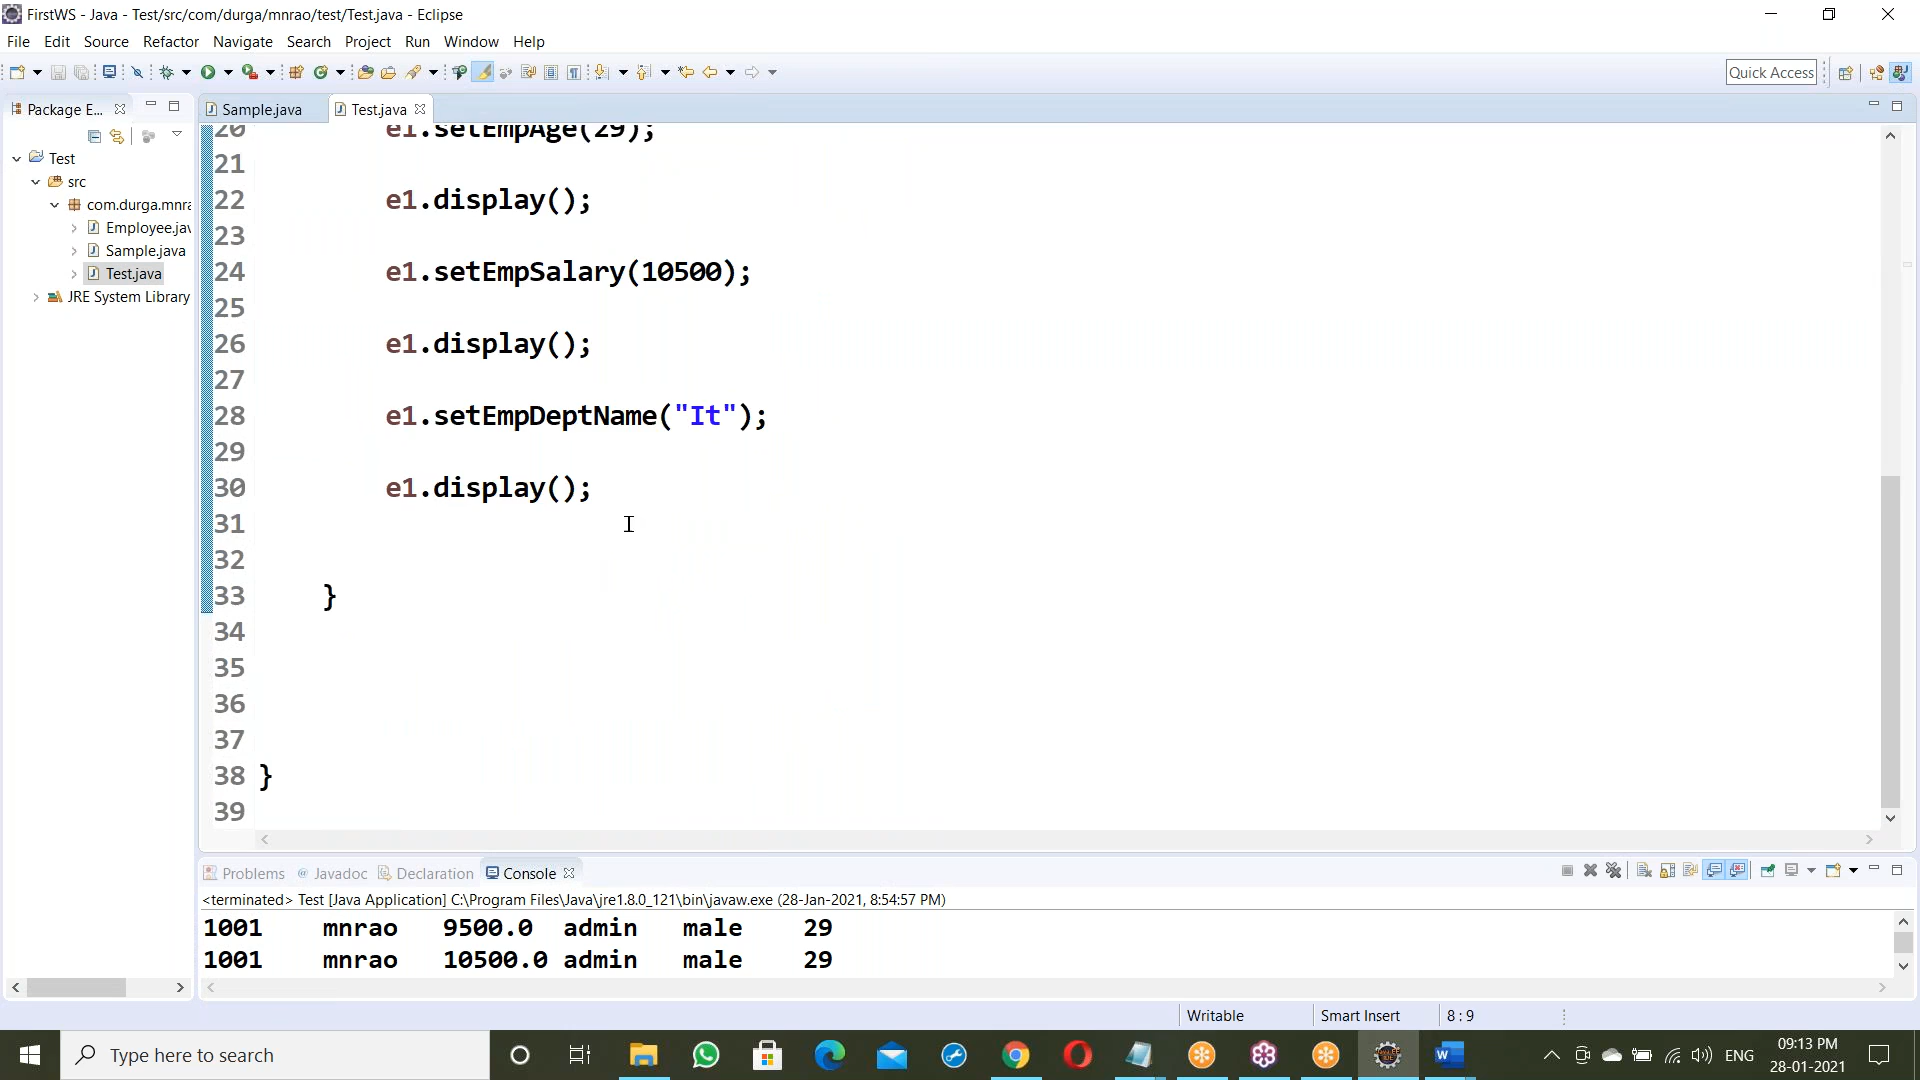 FirstWS - Java - Test/src/com/durga/mnrao/test/Test.java - Eclipse
File Edit Source Refactor Navigate Search Project Run Window Help
Quick Access
Package E...
Test
src
com.durga.mnra
Employee.jav
Sample.java
Test.java
JRE System Library
Sample.java
Test.java
20 e1.setEmpAge(29);
21
22 e1.display();
23
24 e1.setEmpSalary(10500);
25
26 e1.display();
27
28 e1.setEmpDeptName("It");
29
30 e1.display();
31
32
33 }
34
35
36
37
38 }
39
Problems @ Javadoc Declaration Console
<terminated> Test [Java Application] C:\Program Files\Java\jre1.8.0_121\bin\javaw.exe (28-Jan-2021, 8:54:57 PM)
1001 mnrao 9500.0 admin male 29
1001 mnrao 10500.0 admin male 29
Writable Smart Insert 8 : 9
Type here to search
ENG
09:13 PM
28-01-2021